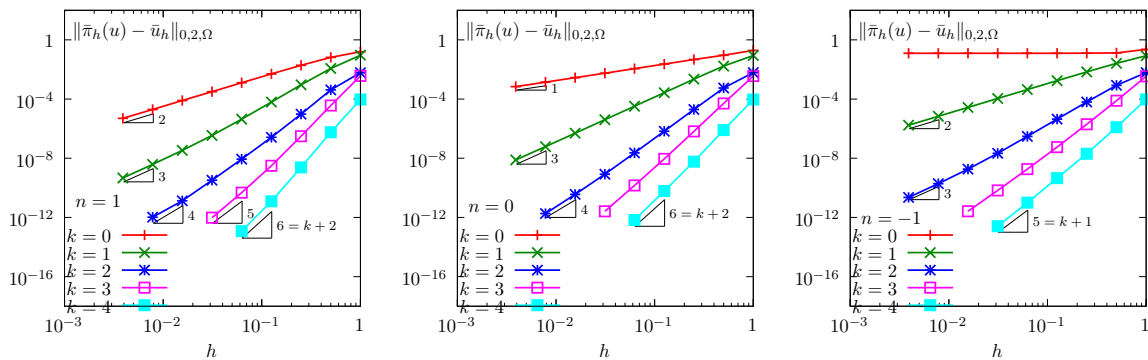 ‖π̄ₕ(u) − ūₕ‖₀,₂,Ω
1
10⁻⁴
10⁻⁸
10⁻¹²
10⁻¹⁶
2
3
4
5
6 = k + 2
n = 1
k = 0
k = 1
k = 2
k = 3
k = 4
10⁻³
10⁻²
10⁻¹
1
h
‖π̄ₕ(u) − ūₕ‖₀,₂,Ω
1
10⁻⁴
10⁻⁸
10⁻¹²
10⁻¹⁶
1
3
4
6 = k + 2
n = 0
k = 0
k = 1
k = 2
k = 3
k = 4
10⁻³
10⁻²
10⁻¹
1
h
‖π̄ₕ(u) − ūₕ‖₀,₂,Ω
1
10⁻⁴
10⁻⁸
10⁻¹²
10⁻¹⁶
2
3
5 = k + 1
n = −1
k = 0
k = 1
k = 2
k = 3
k = 4
10⁻³
10⁻²
10⁻¹
1
h